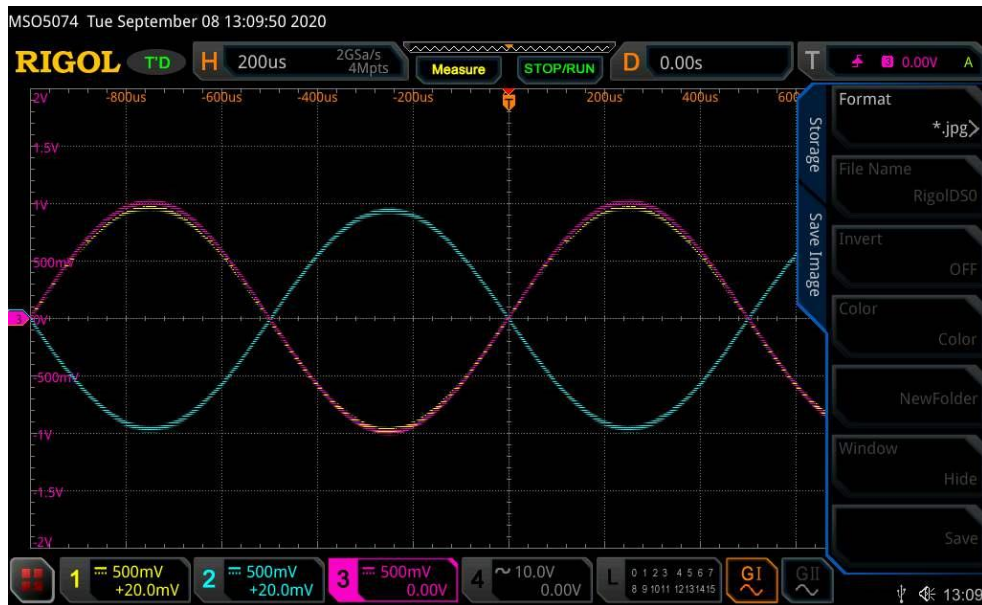 MSO5074 Tue September 08 13:09:50 2020
RIGOL T'D H 200us 2GSa/s 4Mpts Measure STOP/RUN D 0.00s T 3 0.00V A
2V -800us -600us -400us -200us T 200us 400us 600
1.5V
1V
500mV
3 0V
-500mV
-1V
-1.5V
-2V
Storage
Save Image
Format
*.jpg>
File Name
RigolDS0
Invert
OFF
Color
Color
NewFolder
Window
Hide
Save
1 500mV +20.0mV
2 500mV +20.0mV
3 500mV 0.00V
4 10.0V 0.00V
L 0 1 2 3 4 5 6 7
8 9 10 11 12 13 14 15
GI GII
13:09